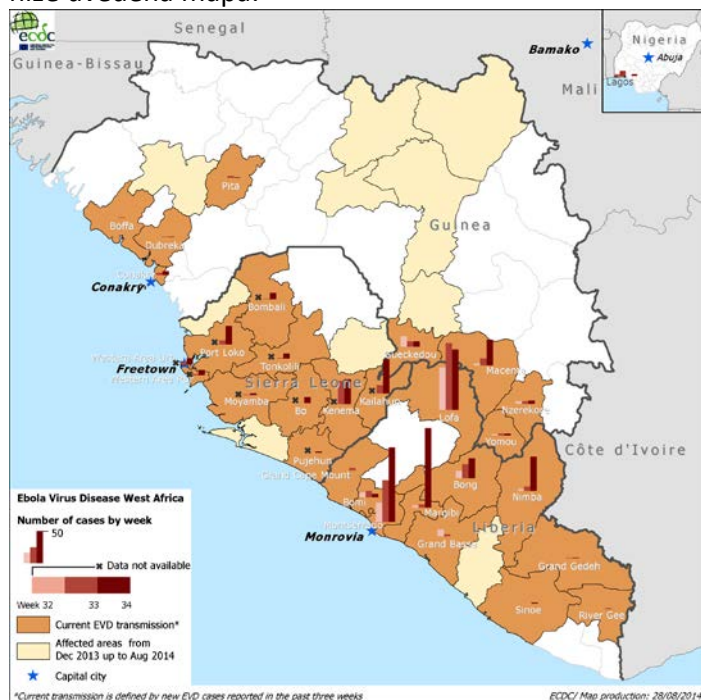 níže uvedená mapa.
ecdc
Senegal
Bamako
Nigeria
Abuja
Lagos
Guinea-Bissau
Mali
Pita
Guinea
Boffa
Dubreka
Conakry
Bombali
Port Loko
Gueckedou
Macenta
Freetown
Tonkolili
Sierra Leone
Kailahun
Moyamba
Bo
Kenema
Lofa
Nzerekore
Yomou
Côte d'Ivoire
Pujehun
Grand Cape Mount
Bong
Nimba
Bomi
Margibi
Montserrado
Liberia
Monrovia
Grand Bassa
Grand Gedeh
Sinoe
River Gee
Ebola Virus Disease West Africa
Number of cases by week
50
Data not available
Week 32 33 34
Current EVD transmission*
Affected areas from
Dec 2013 up to Aug 2014
Capital city
*Current transmission is defined by new EVD cases reported in the past three weeks
ECDC/ Map production: 28/08/2014